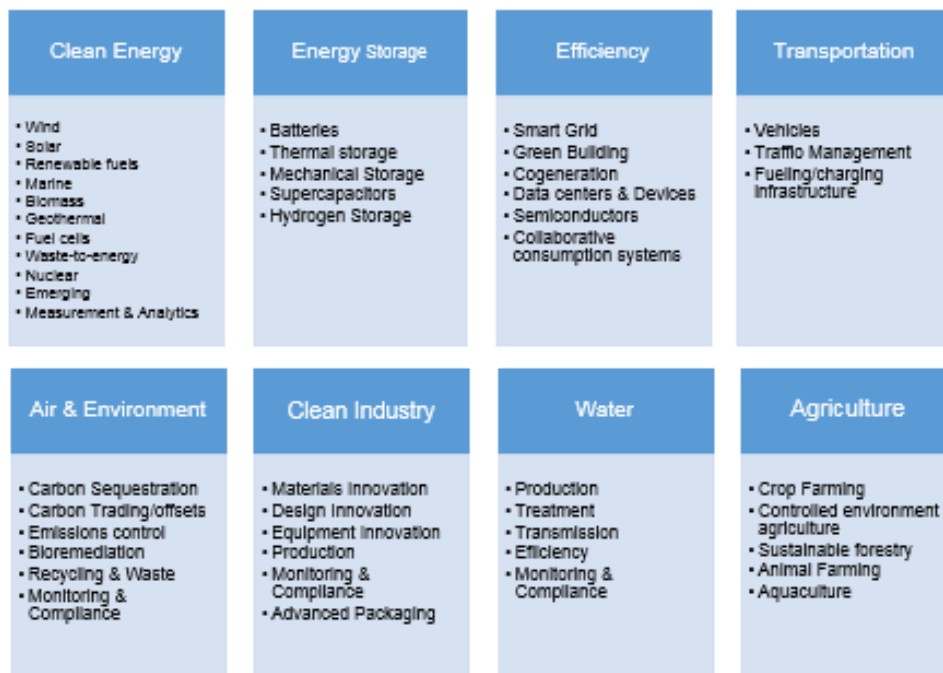 Clean Energy
• Wind
• Solar
• Renewable fuels
• Marine
• Biomass
• Geothermal
• Fuel cells
• Waste-to-energy
• Nuclear
• Emerging
• Measurement & Analytics
Energy Storage
• Batteries
• Thermal storage
• Mechanical Storage
• Supercapacitors
• Hydrogen Storage
Efficiency
• Smart Grid
• Green Building
• Cogeneration
• Data centers & Devices
• Semiconductors
• Collaborative
consumption systems
Transportation
• Vehicles
• Traffic Management
• Fueling/charging
infrastructure
Air & Environment
• Carbon Sequestration
• Carbon Trading/offsets
• Emissions control
• Bioremediation
• Recycling & Waste
• Monitoring &
Compliance
Clean Industry
• Materials Innovation
• Design Innovation
• Equipment Innovation
• Production
• Monitoring &
Compliance
• Advanced Packaging
Water
• Production
• Treatment
• Transmission
• Efficiency
• Monitoring &
Compliance
Agriculture
• Crop Farming
• Controlled environment
agriculture
• Sustainable forestry
• Animal Farming
• Aquaculture